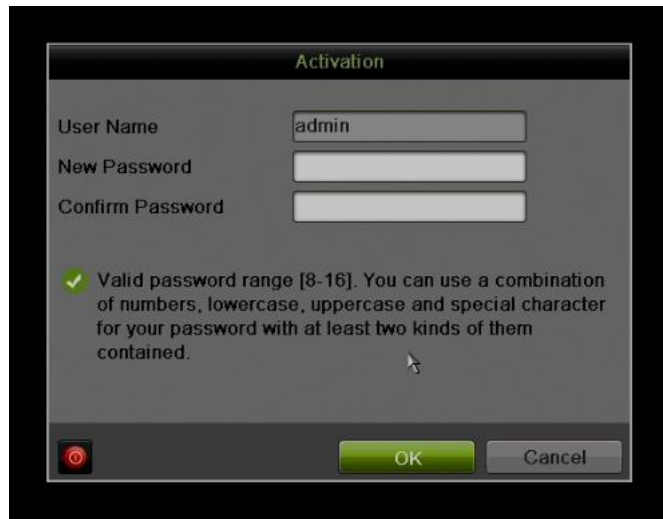 Activation
User Name
admin
New Password
Confirm Password
Valid password range [8-16]. You can use a combination
of numbers, lowercase, uppercase and special character
for your password with at least two kinds of them
contained.
OK
Cancel